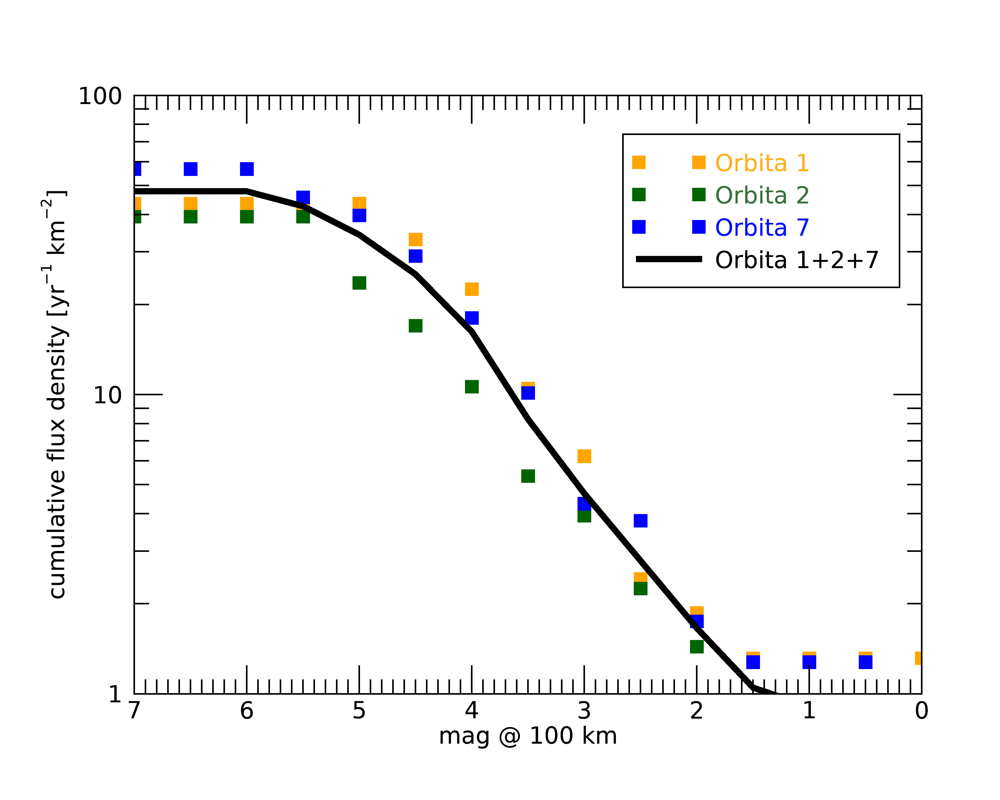 100
10
1
cumulative flux density [yr⁻¹ km⁻²]
Orbita 1
Orbita 2
Orbita 7
Orbita 1+2+7
7 6 5 4 3 2 1 0
mag @ 100 km